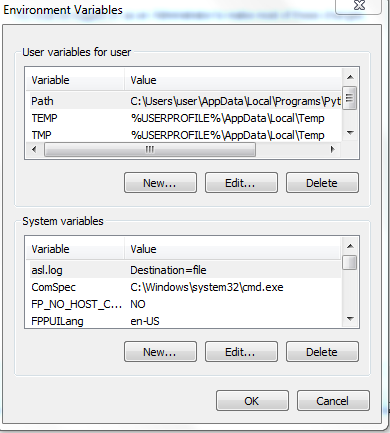 Environment Variables
User variables for user
Variable Value
Path C:\Users\user\AppData\Local\Programs\Pyt
TEMP %USERPROFILE%\AppData\Local\Temp
TMP %USERPROFILE%\AppData\Local\Temp
New... Edit... Delete
System variables
Variable Value
asl.log Destination=file
ComSpec C:\Windows\system32\cmd.exe
FP_NO_HOST_C... NO
FPPUILang en-US
New... Edit... Delete
OK Cancel